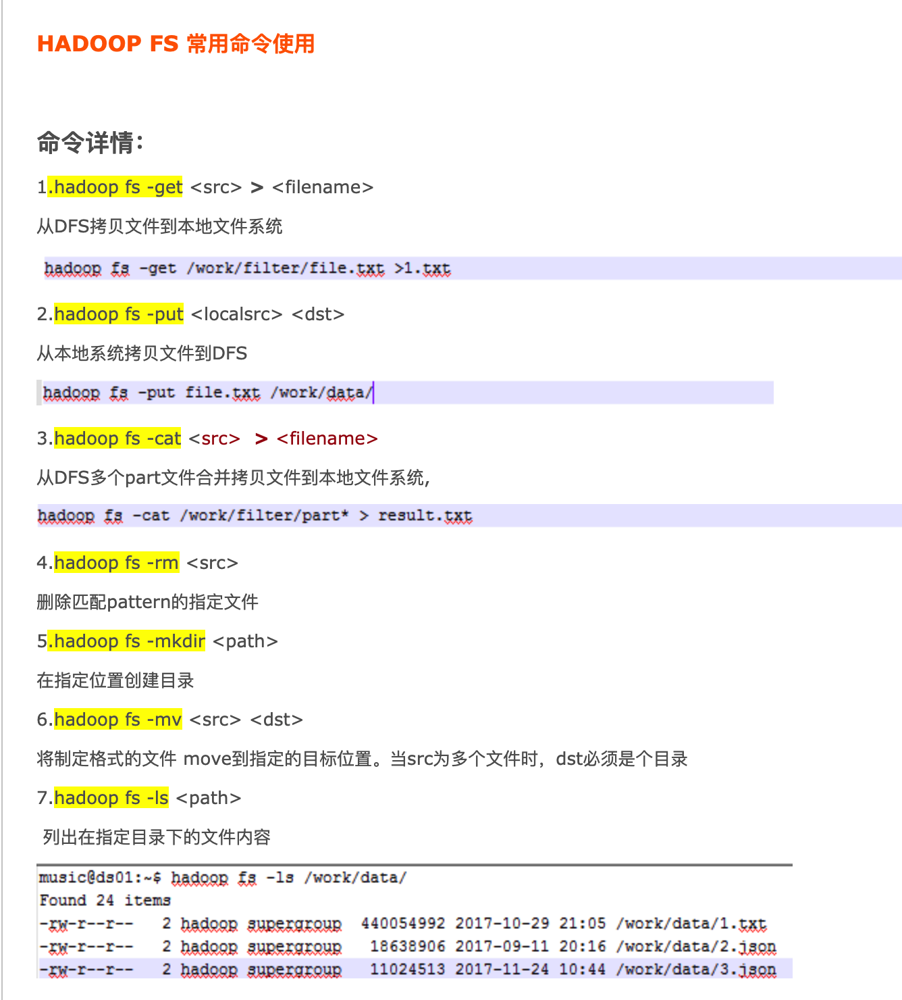 HADOOP FS 常用命令使用
命令详情：
1.hadoop fs -get <src> > <filename>
从DFS拷贝文件到本地文件系统
hadoop fs -get /work/filter/file.txt >1.txt
2.hadoop fs -put <localsrc> <dst>
从本地系统拷贝文件到DFS
hadoop fs -put file.txt /work/data/
3.hadoop fs -cat <src>  > <filename>
从DFS多个part文件合并拷贝文件到本地文件系统,
hadoop fs -cat /work/filter/part* > result.txt
4.hadoop fs -rm <src>
删除匹配pattern的指定文件
5.hadoop fs -mkdir <path>
在指定位置创建目录
6.hadoop fs -mv <src> <dst>
将制定格式的文件 move到指定的目标位置。当src为多个文件时，dst必须是个目录
7.hadoop fs -ls <path>
列出在指定目录下的文件内容
music@ds01:~$ hadoop fs -ls /work/data/
Found 24 items
-rw-r--r--   2 hadoop supergroup  440054992 2017-10-29 21:05 /work/data/1.txt
-rw-r--r--   2 hadoop supergroup   18638906 2017-09-11 20:16 /work/data/2.json
-rw-r--r--   2 hadoop supergroup   11024513 2017-11-24 10:44 /work/data/3.json